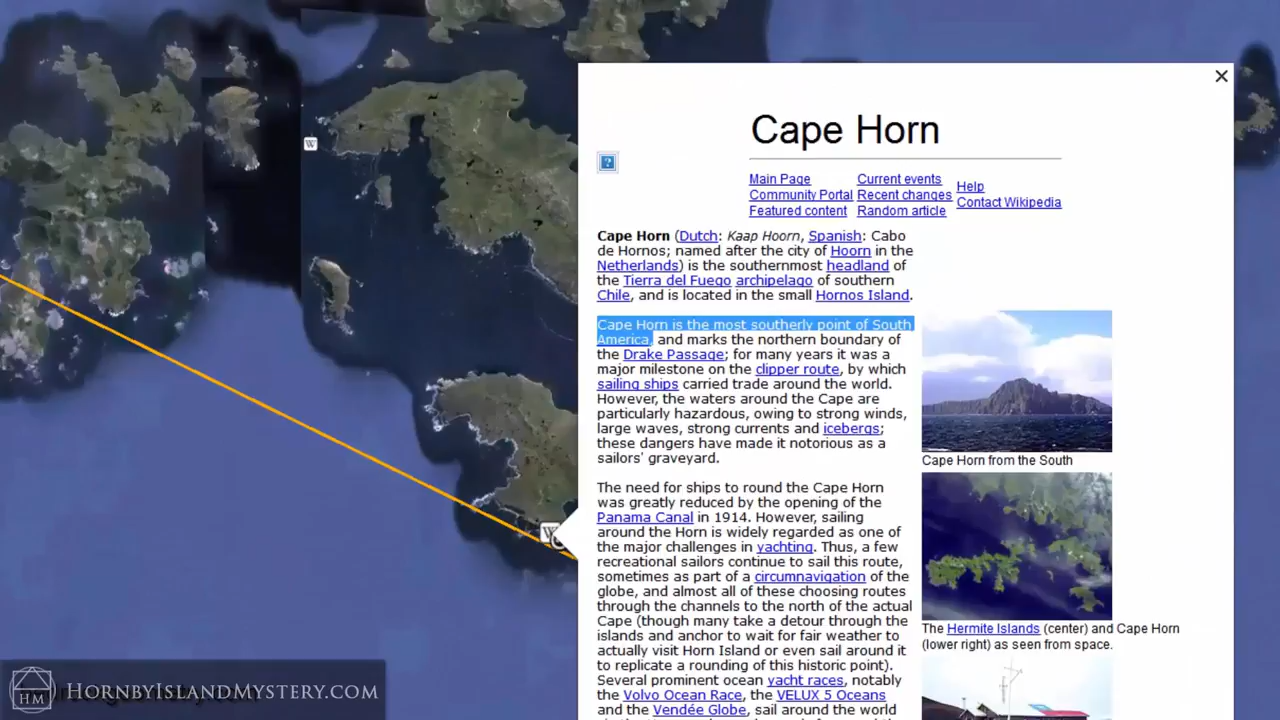 Cape Horn
Main Page
Current events
Help
Community Portal
Recent changes
Contact Wikipedia
Featured content
Random article
Cape Horn (Dutch: Kaap Hoorn, Spanish: Cabo
de Hornos; named after the city of Hoorn in the
Netherlands) is the southernmost headland of
the Tierra del Fuego archipelago of southern
Chile, and is located in the small Hornos Island.
Cape Horn is the most southerly point of South
America, and marks the northern boundary of
the Drake Passage; for many years it was a
major milestone on the clipper route, by which
sailing ships carried trade around the world.
However, the waters around the Cape are
particularly hazardous, owing to strong winds,
large waves, strong currents and icebergs;
these dangers have made it notorious as a
sailors' graveyard.
Cape Horn from the South
The need for ships to round the Cape Horn
was greatly reduced by the opening of the
Panama Canal in 1914. However, sailing
around the Horn is widely regarded as one of
the major challenges in yachting. Thus, a few
recreational sailors continue to sail this route,
sometimes as part of a circumnavigation of the
globe, and almost all of these choosing routes
through the channels to the north of the actual
Cape (though many take a detour through the
islands and anchor to wait for fair weather to
actually visit Horn Island or even sail around it
to replicate a rounding of this historic point).
Several prominent ocean yacht races, notably
the Volvo Ocean Race, the VELUX 5 Oceans
and the Vendée Globe, sail around the world
The Hermite Islands (center) and Cape Horn
(lower right) as seen from space.
W
W
HM
HORNBYISLANDMYSTERY.COM